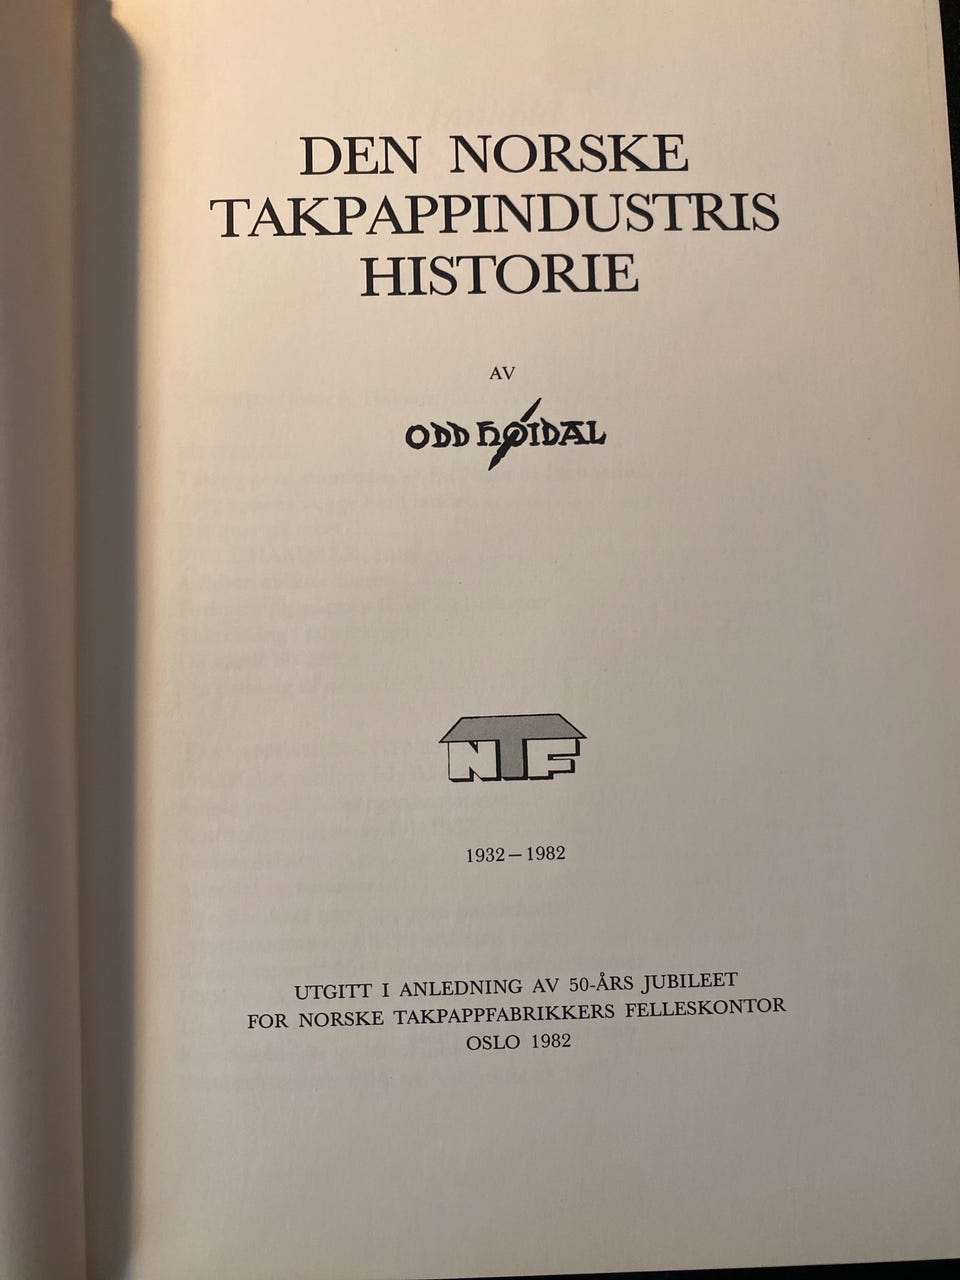 DEN NORSKE
TAKPAPPINDUSTRIS
HISTORIE
AV
ODD HØIDAL
NTF
1932–1982
UTGITT I ANLEDNING AV 50-ÅRS JUBILEET
FOR NORSKE TAKPAPPFABRIKKERS FELLESKONTOR
OSLO 1982